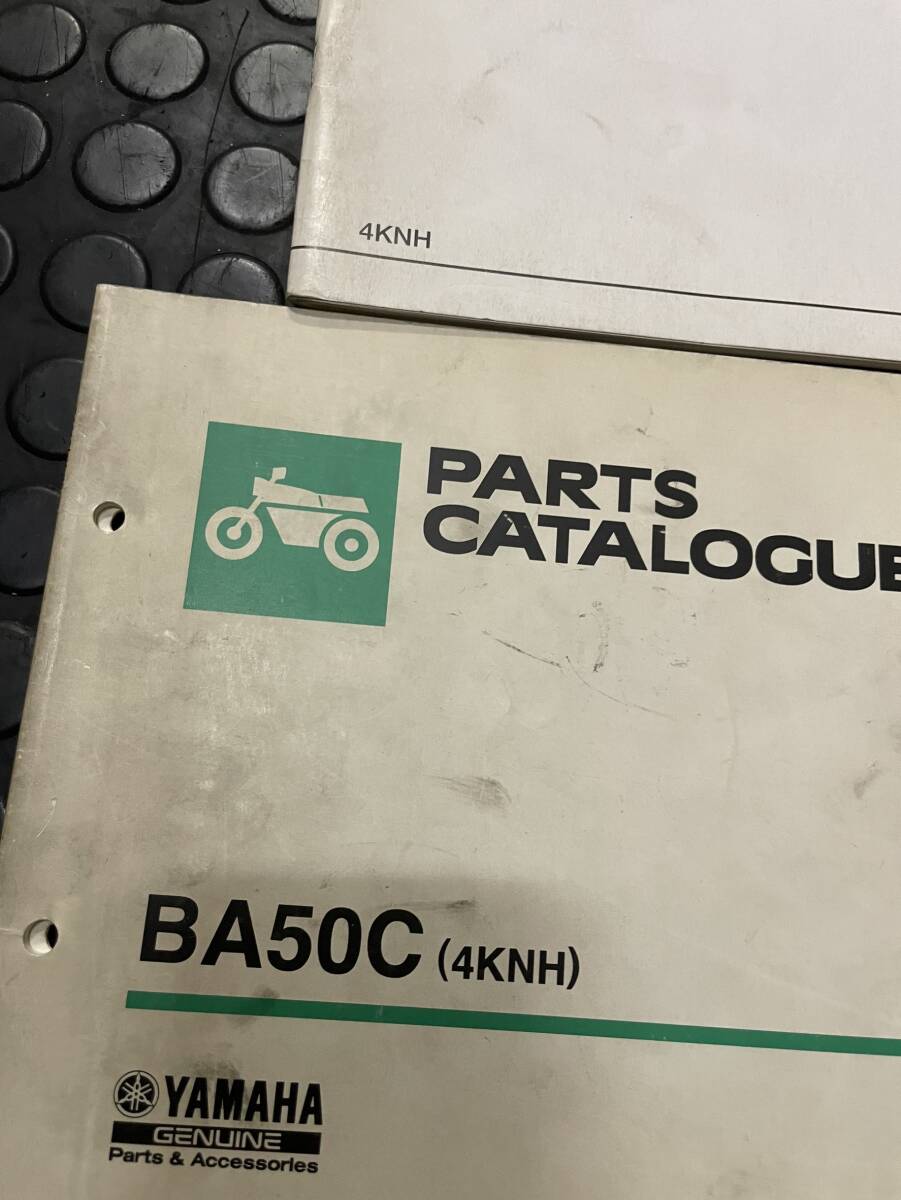 4KNH
PARTS
CATALOGUE
BA50C (4KNH)
YAMAHA
GENUINE
Parts & Accessories